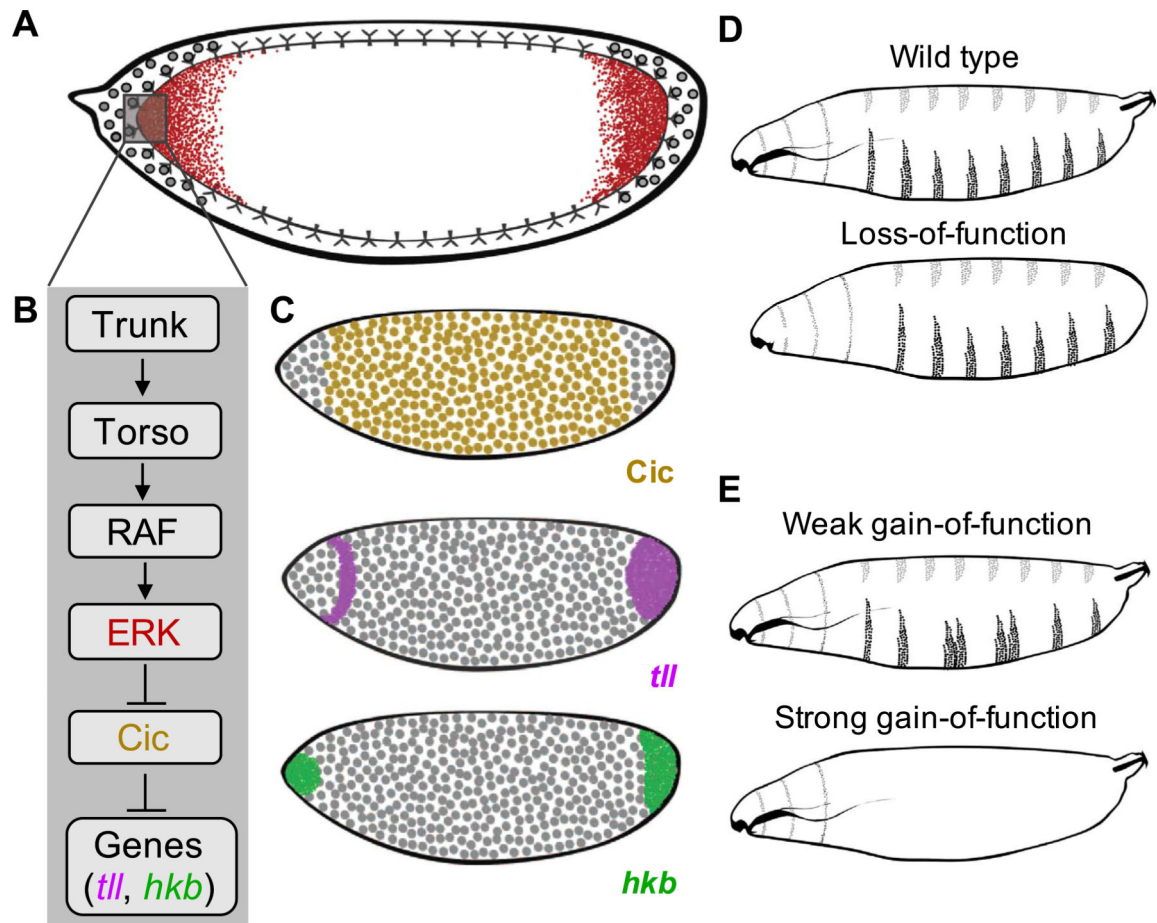 A
B
Trunk
Torso
RAF
ERK
Cic
Genes
(tll, hkb)
C
Cic
tll
hkb
D
Wild type
Loss-of-function
E
Weak gain-of-function
Strong gain-of-function